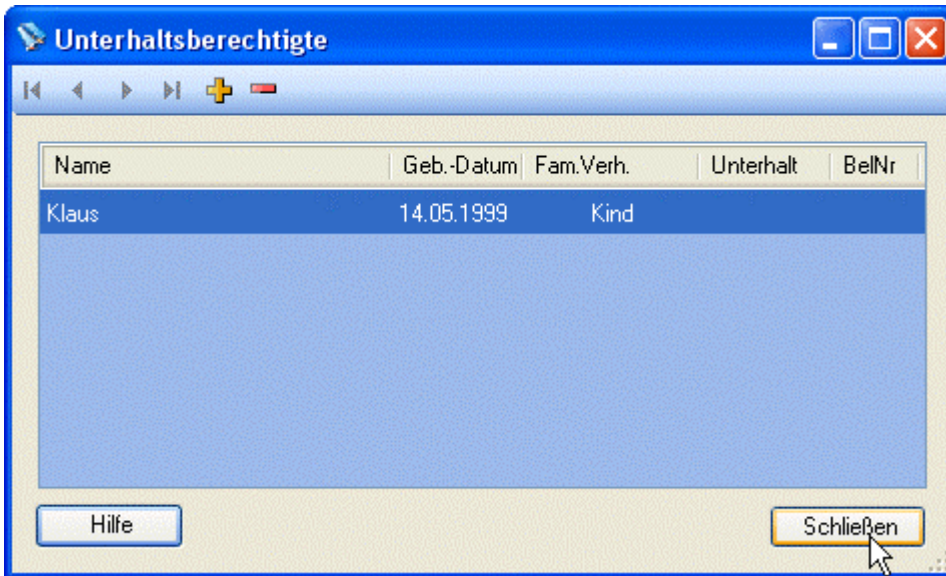 Unterhaltsberechtigte
Name Geb.-Datum Fam.Verh. Unterhalt BelNr
Klaus 14.05.1999 Kind
Hilfe Schließen